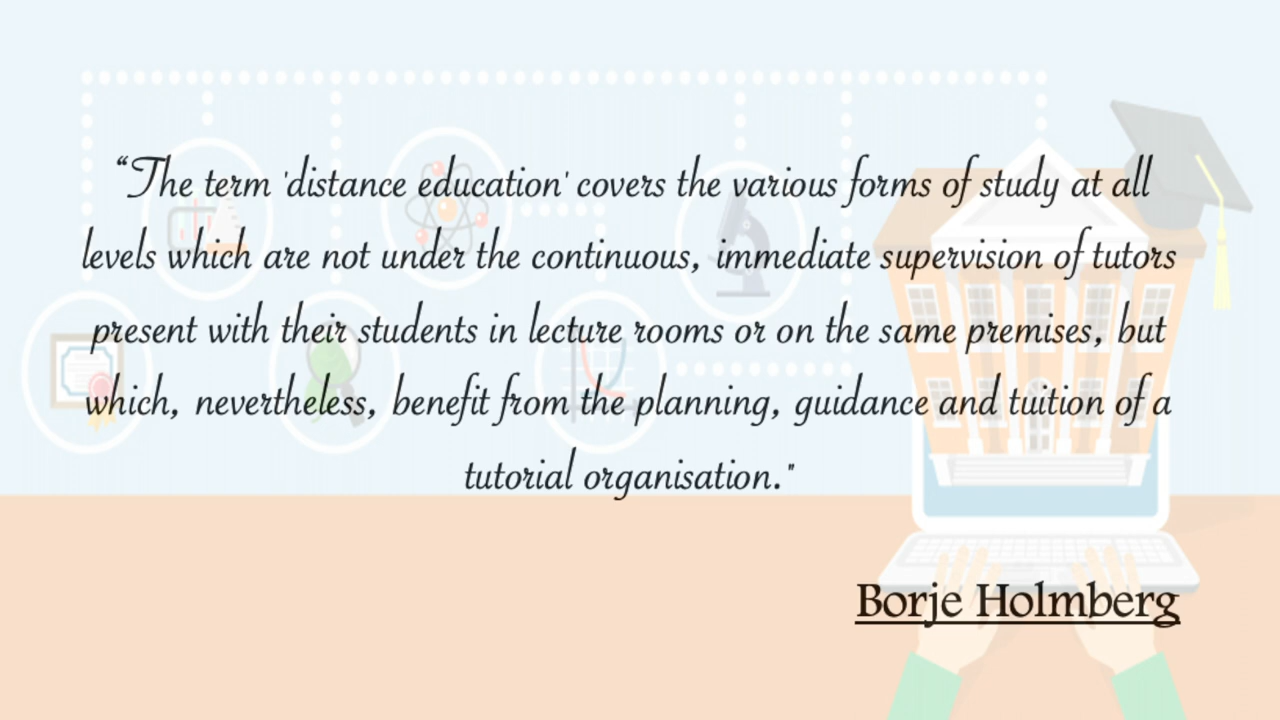 “The term 'distance education' covers the various forms of study at all
levels which are not under the continuous, immediate supervision of tutors
present with their students in lecture rooms or on the same premises, but
which, nevertheless, benefit from the planning, guidance and tuition of a
tutorial organisation."
Borje Holmberg